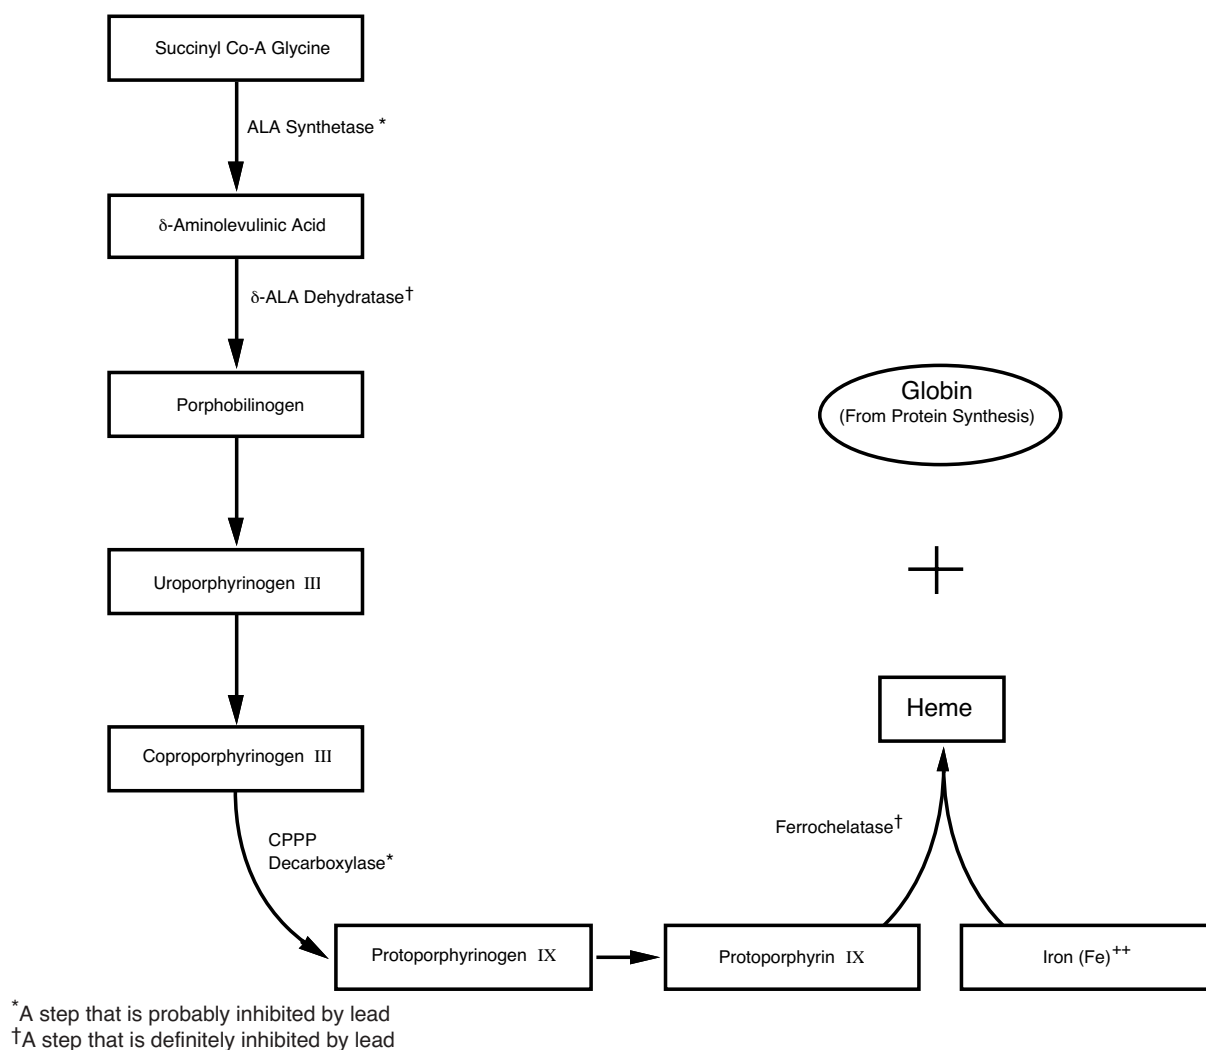 Succinyl Co-A Glycine
ALA Synthetase *
δ-Aminolevulinic Acid
δ-ALA Dehydratase†
Porphobilinogen
Uroporphyrinogen III
Coproporphyrinogen III
CPPP
Decarboxylase*
Protoporphyrinogen IX
Protoporphyrin IX
Iron (Fe)++
Ferrochelatase†
Heme
+
Globin
(From Protein Synthesis)
*A step that is probably inhibited by lead
†A step that is definitely inhibited by lead